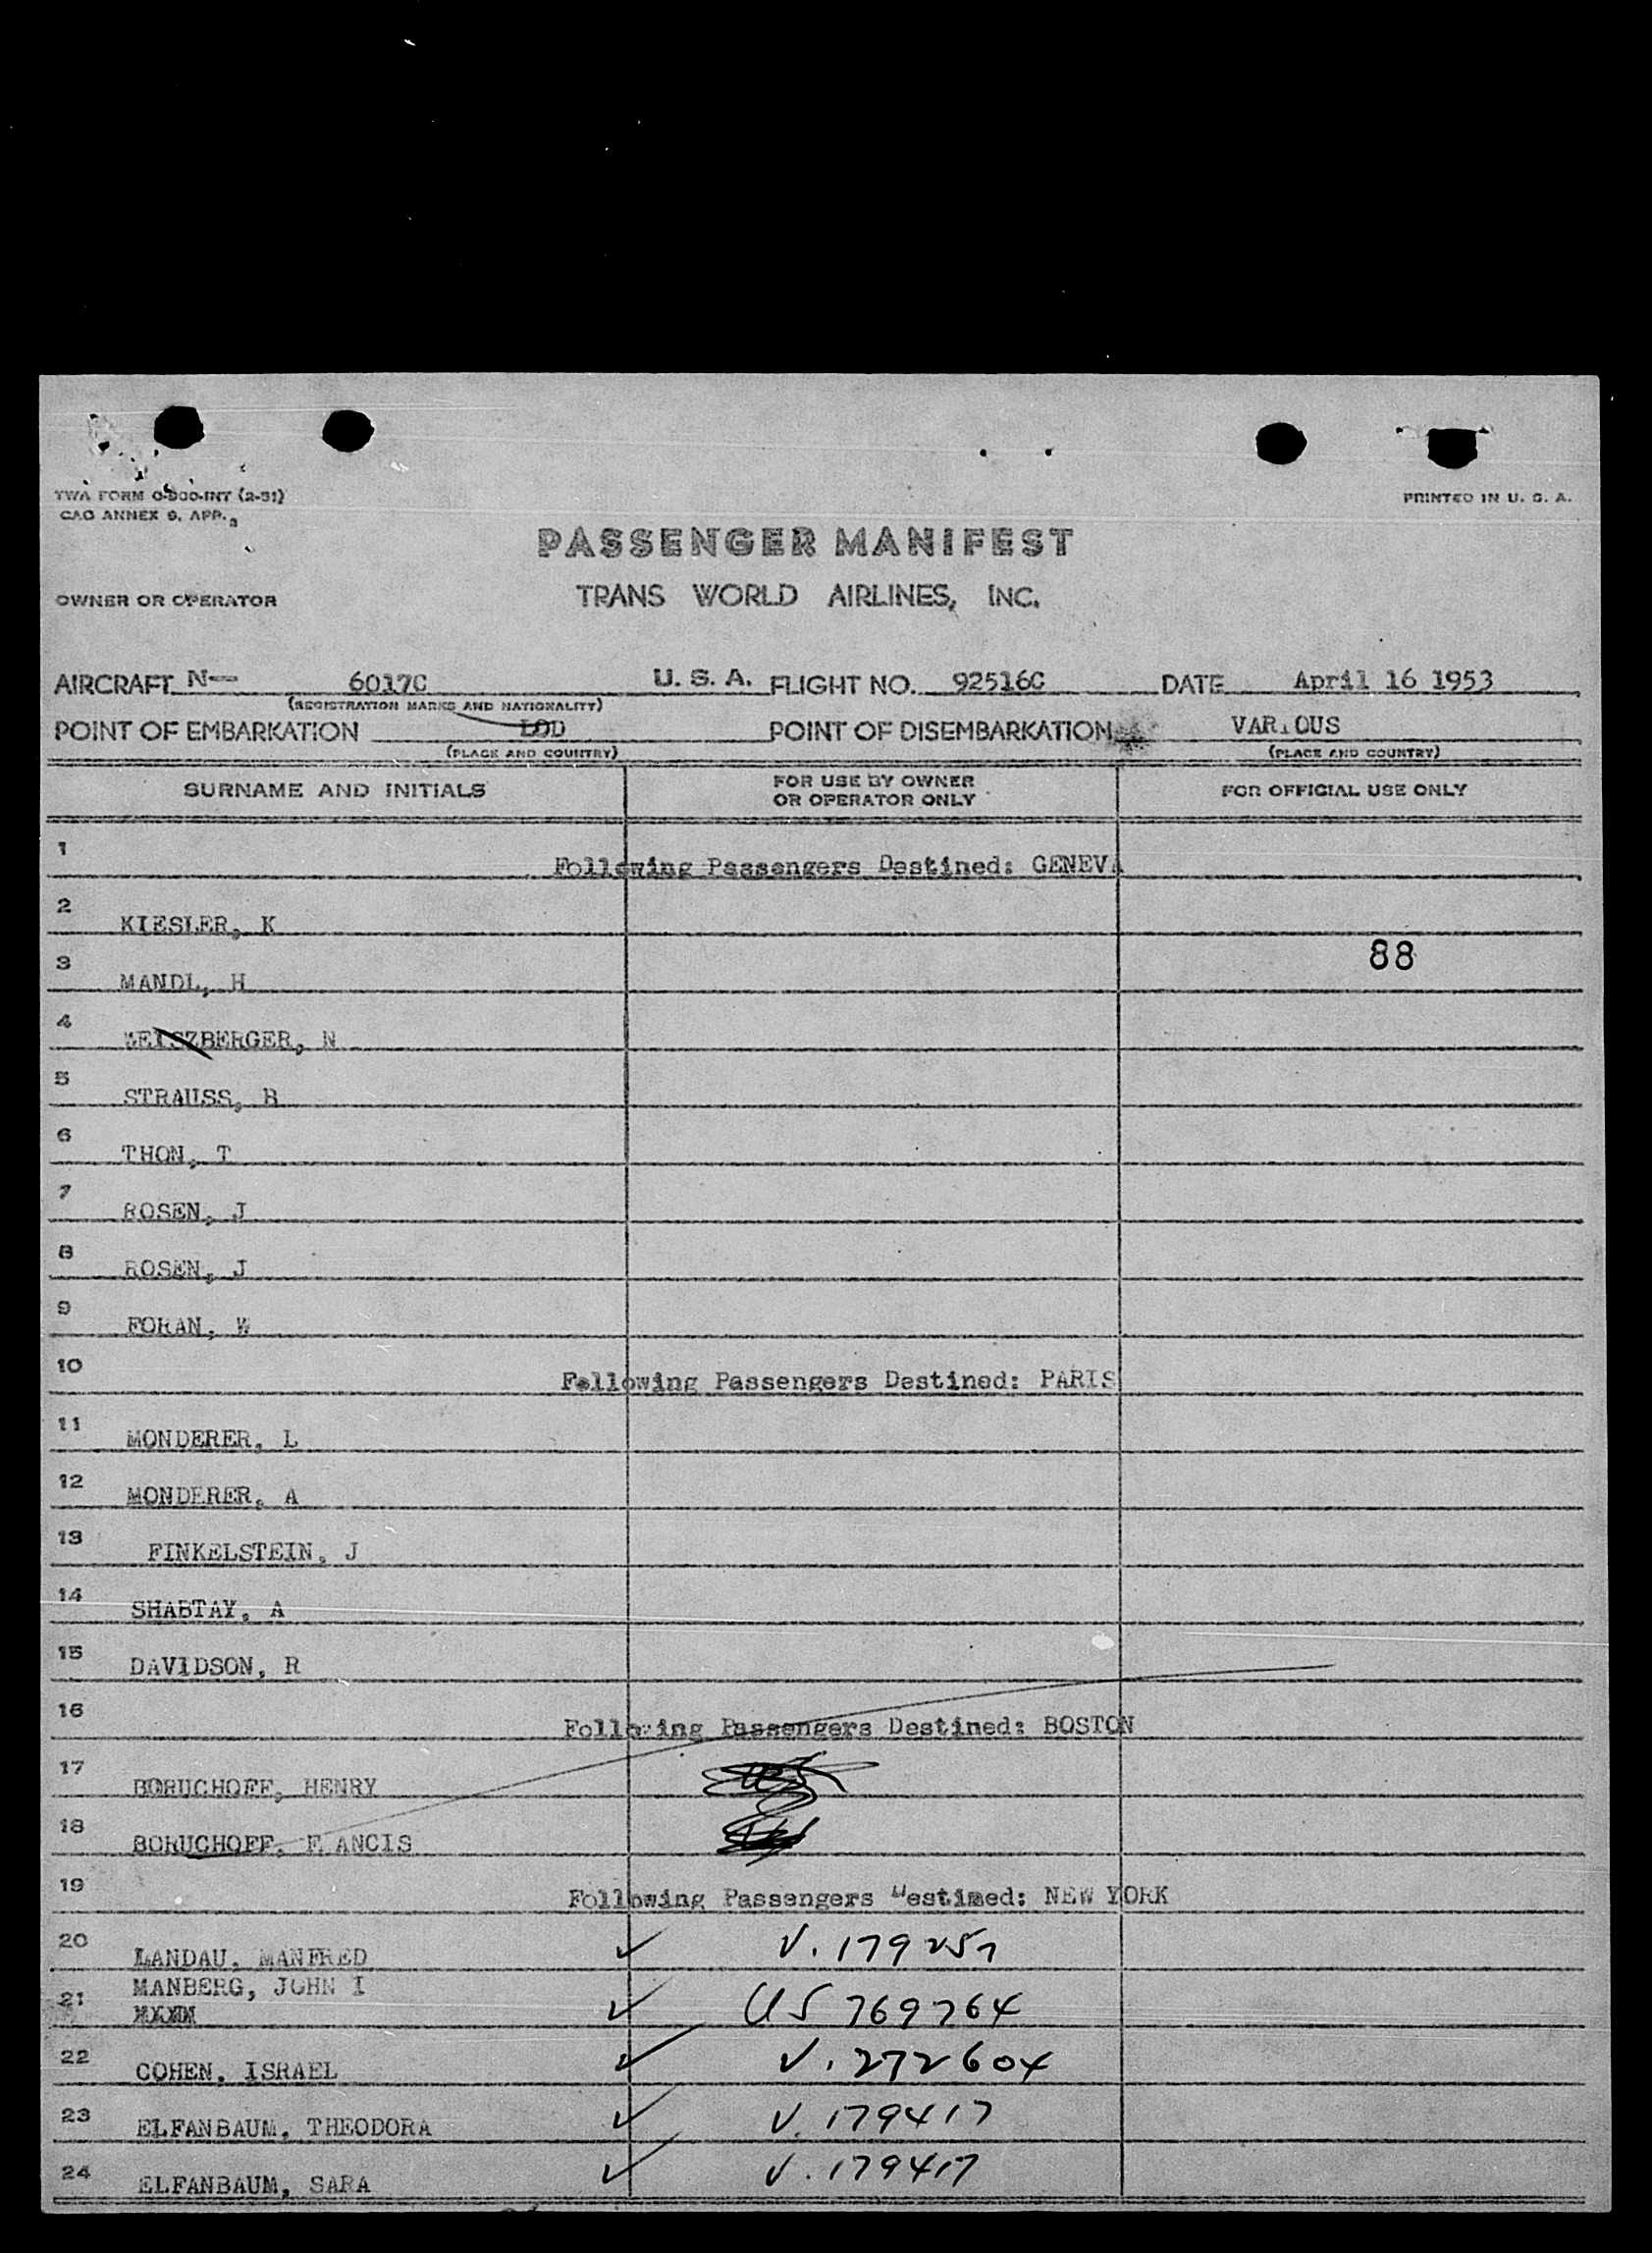 TWA FORM O-800-INT (2-51)
PRINTED IN U. S. A.
CAO ANNEX 9, APP. 3
PASSENGER MANIFEST
OWNER OR OPERATOR TRANS WORLD AIRLINES, INC.
AIRCRAFT N— 6017C U. S. A. FLIGHT NO. 92516C DATE April 16 1953
(REGISTRATION MARKS AND NATIONALITY)
POINT OF EMBARKATION LOD POINT OF DISEMBARKATION VARIOUS
(PLACE AND COUNTRY) (PLACE AND COUNTRY)
SURNAME AND INITIALS FOR USE BY OWNER OR OPERATOR ONLY FOR OFFICIAL USE ONLY
1 Following Passengers Destined: GENEVA
2 KIESLER, K
88
3 MANDL, H
4 WEISZBERGER, N
5 STRAUSS, B
6 THON, T
7 ROSEN, J
8 ROSEN, J
9 FORAN, W
10 Following Passengers Destined: PARIS
11 MONDERER, L
12 MONDERER, A
13 FINKELSTEIN, J
14 SHABTAY, A
15 DAVIDSON, R
16 Following Passengers Destined: BOSTON
17 BORUCHOFF, HENRY
18 BORUCHOFF, F ANCIS
19 Following Passengers Destimed: NEW YORK
20 LANDAU, MANFRED ✓ V. 179257
MANBERG, JOHN I
21 ✓ US 769764
22 COHEN, ISRAEL ✓ V. 272604
23 ELFANBAUM, THEODORA ✓ V. 179417
24 ELFANBAUM, SARA ✓ V. 179417